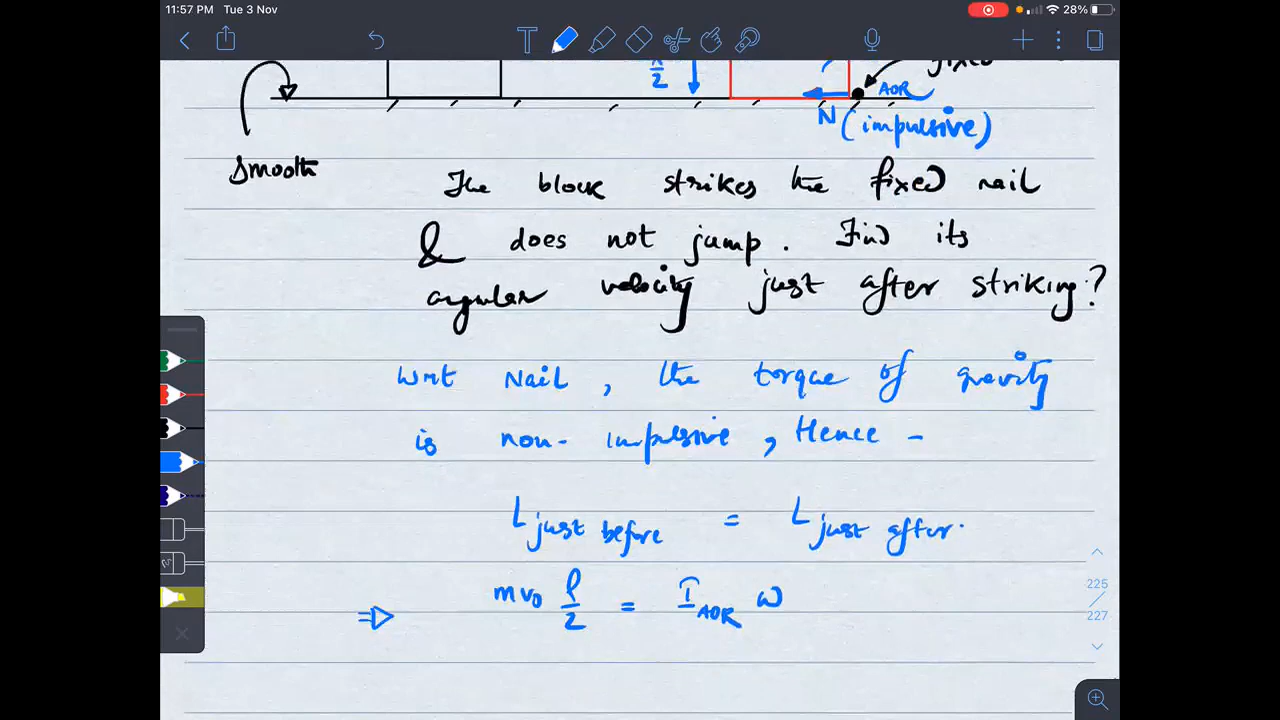 11:57 PM Tue 3 Nov 28%
T
fixed
2 AOR
N (impulsive)
Smooth
The block strikes the fixed nail
& does not jump. Find its
angular velocity just after striking?
wrt Nail, the torque of gravity
is non-impulsive, Hence -
L just before = L just after.
⇒ mv₀ ℓ/2 = I_AOR ω
225
/
227